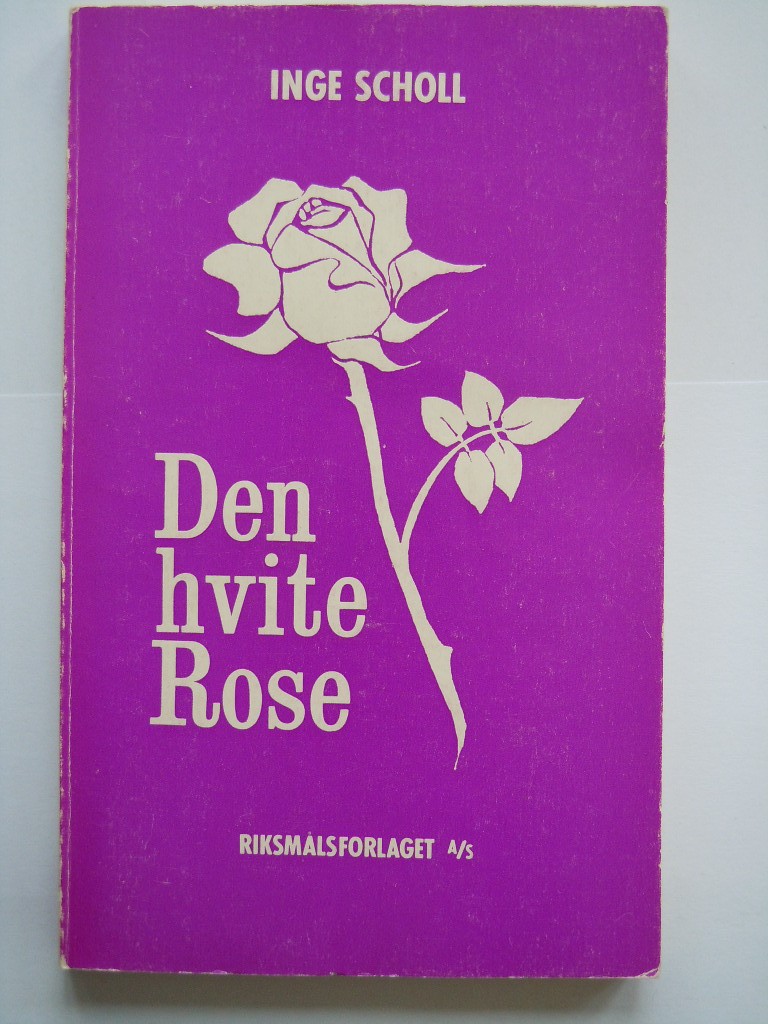 INGE SCHOLL
Den
hvite
Rose
RIKSMÅLSFORLAGET A/S